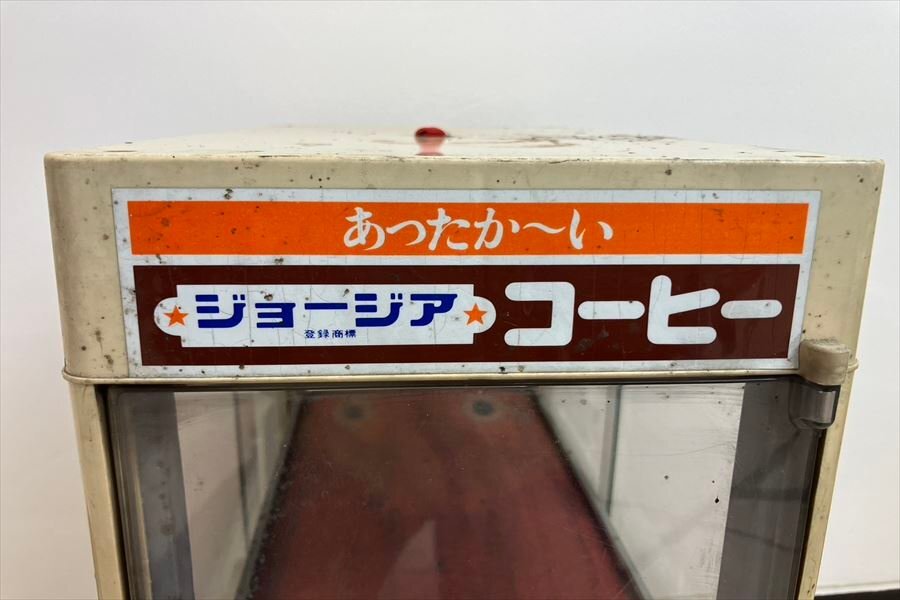 あったか～い
ジョージア コーヒー
登録商標